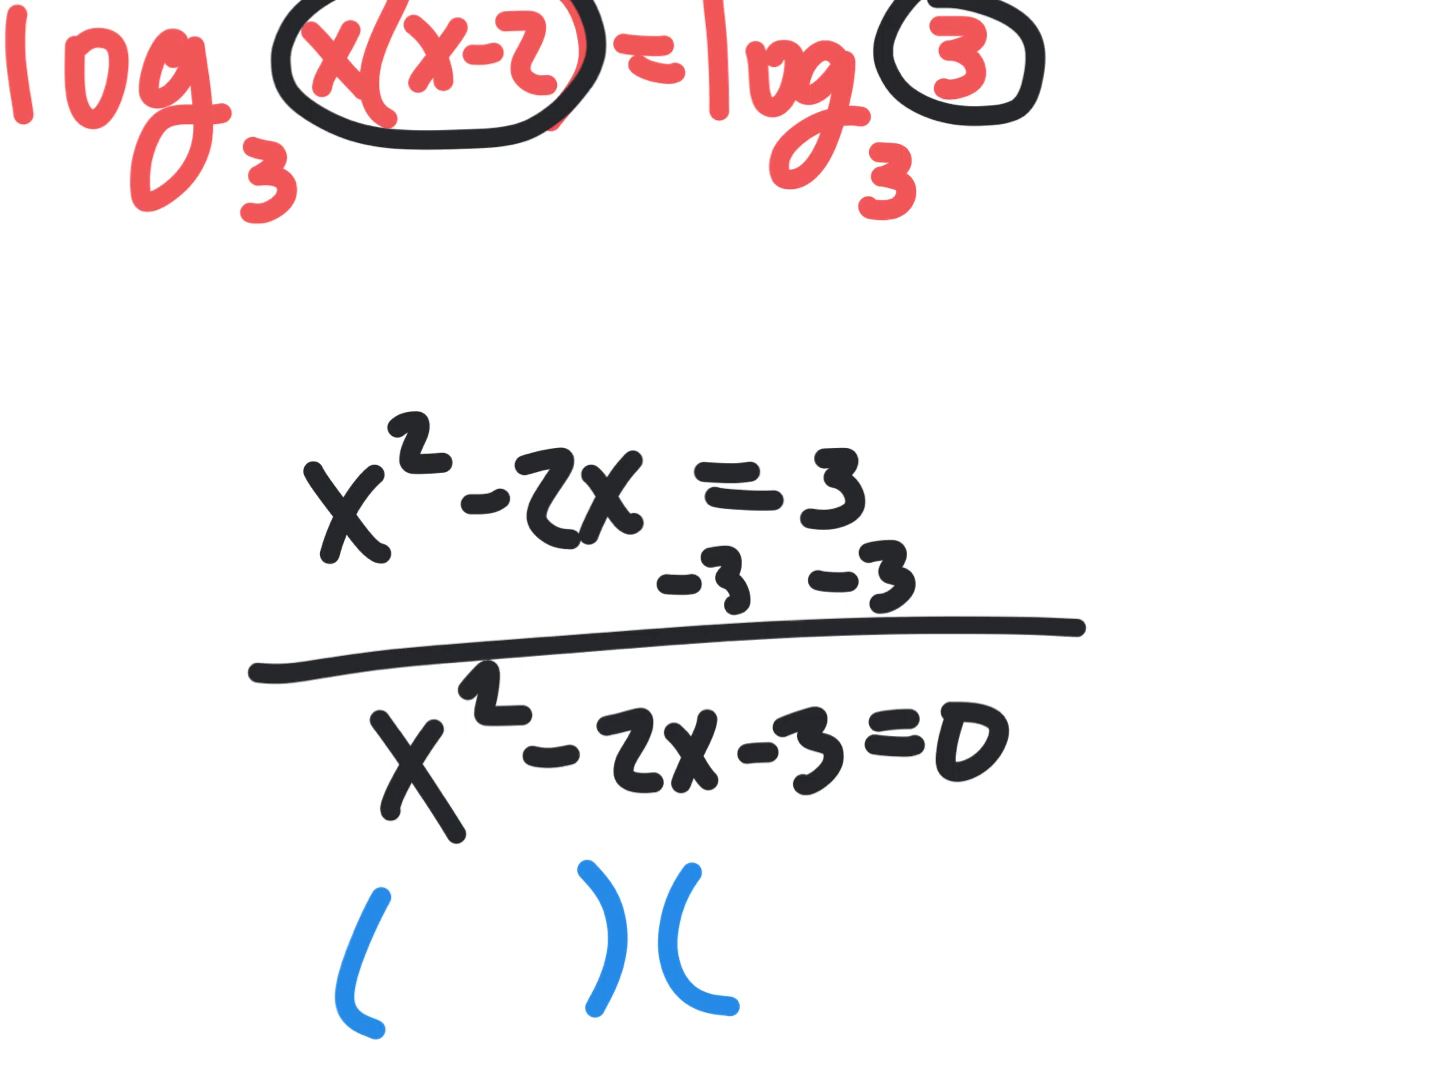 log₃ x(x-2) = log₃ 3
x² - 2x = 3
-3 -3
x² - 2x - 3 = 0
( ) (